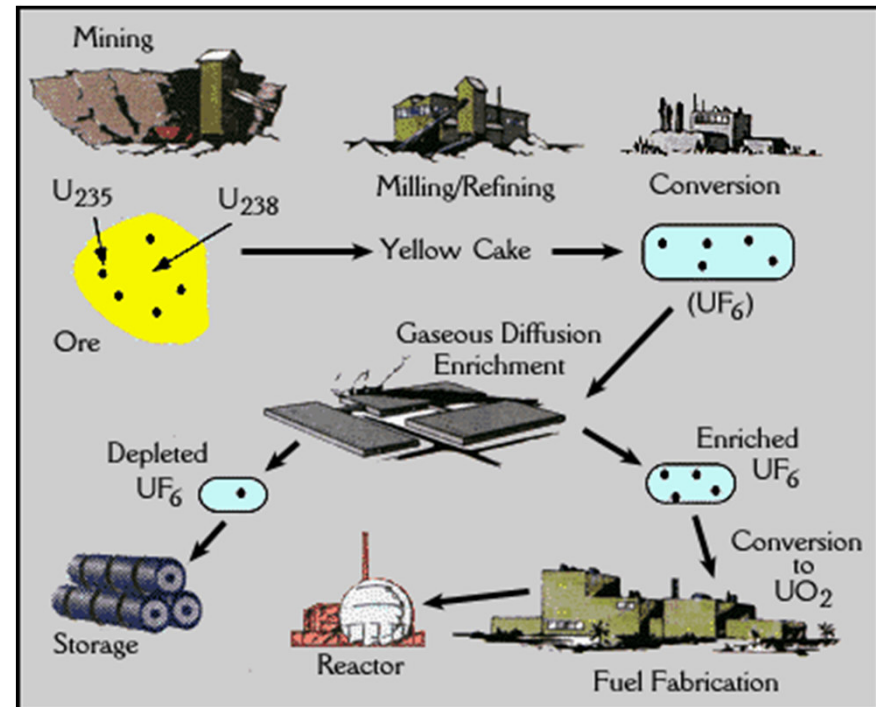 Mining
Milling/Refining
Conversion
U235
U238
Ore
Yellow Cake
(UF6)
Gaseous Diffusion
Enrichment
Depleted
UF6
Enriched
UF6
Storage
Reactor
Conversion
to
UO2
Fuel Fabrication